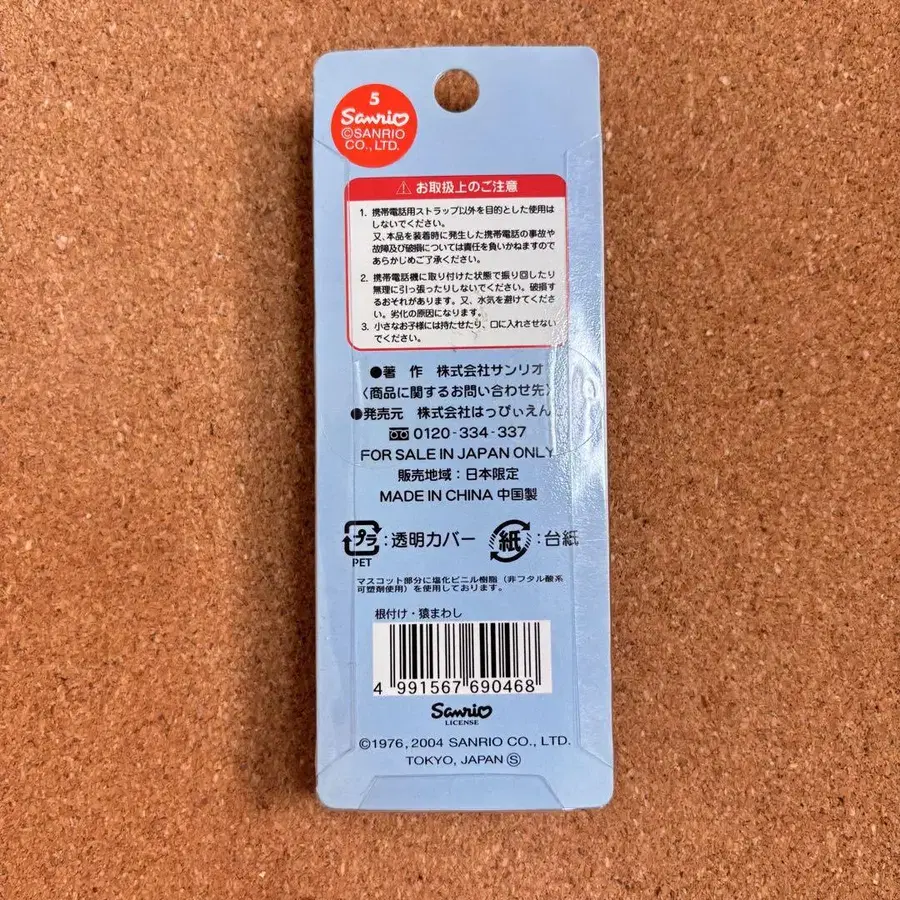 5
Sanrio
©SANRIO
CO., LTD.
⚠ お取扱上のご注意
1. 携帯電話用ストラップ以外を目的とした使用は
しないでください。
又、本品を装着時に発生した携帯電話の事故や
故障及び破損については責任を負いかねますので
あらかじめご了承ください。
2. 携帯電話機に取り付けた状態で振り回したり
無理に引っ張ったりしないでください。破損す
るおそれがあります。又、水気を避けてくださ
い。劣化の原因になります。
3. 小さなお子様には持たせたり、口に入れさせない
でください。
●著 作 株式会社サンリオ
〈商品に関するお問い合わせ先〉
●発売元 株式会社はっぴぃえんど
0120-334-337
FOR SALE IN JAPAN ONLY
販売地域：日本限定
MADE IN CHINA 中国製
プラ：透明カバー 紙：台紙
PET
マスコット部分に塩化ビニル樹脂（非フタル酸系
可塑剤使用）を使用しております。
根付け・猿まわし
4 991567 690468
Sanrio
LICENSE
©1976, 2004 SANRIO CO., LTD.
TOKYO, JAPAN Ⓢ